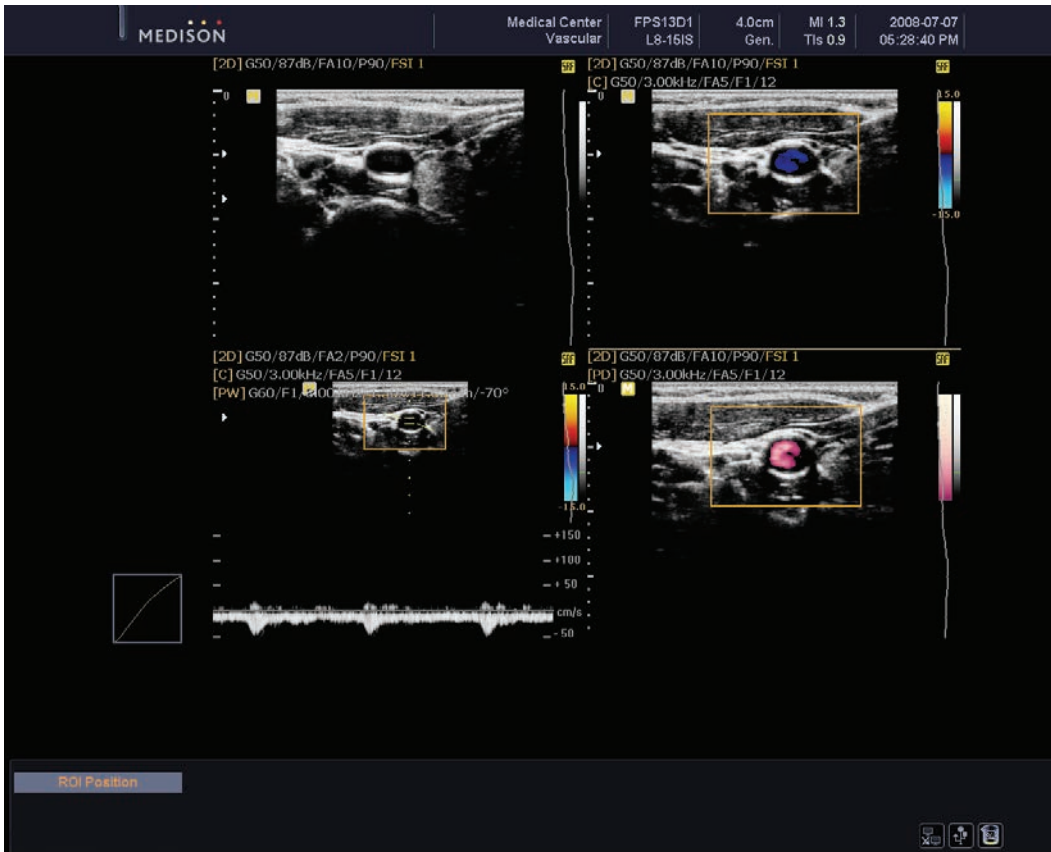 MEDISON
Medical Center
Vascular
FPS13D1
L8-15IS
4.0cm
Gen.
MI 1.3
TIs 0.9
2008-07-07
05:28:40 PM
[2D] G50/87dB/FA10/P90/FSI 1
0
[2D] G50/87dB/FA10/P90/FSI 1
[C] G50/3.00kHz/FA5/F1/12
0
15.0
-15.0
[2D] G50/87dB/FA2/P90/FSI 1
[C] G50/3.00kHz/FA5/F1/12
[PW] G60/F1/
/-70°
15.0
-15.0
+150
+100
+50
cm/s
-50
[2D] G50/87dB/FA10/P90/FSI 1
[PD] G50/3.00kHz/FA5/F1/12
0
M
ROI Position